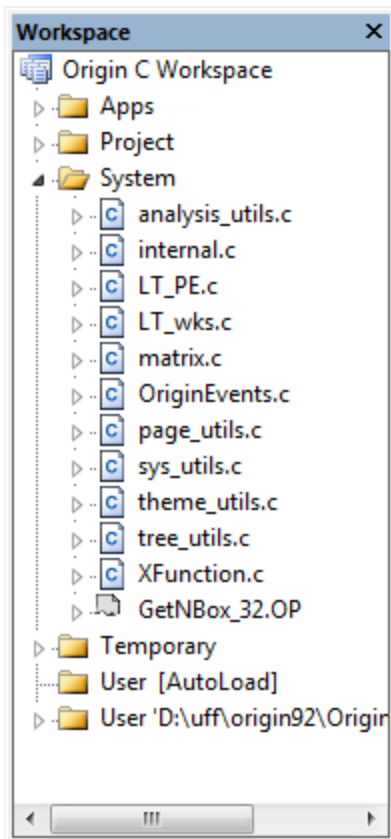 Workspace
Origin C Workspace
Apps
Project
System
analysis_utils.c
internal.c
LT_PE.c
LT_wks.c
matrix.c
OriginEvents.c
page_utils.c
sys_utils.c
theme_utils.c
tree_utils.c
XFunction.c
GetNBox_32.OP
Temporary
User [AutoLoad]
User 'D:\uff\origin92\Origin